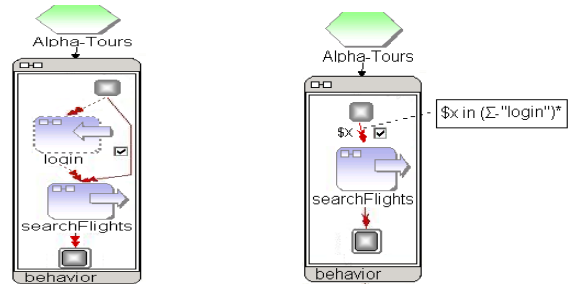 Alpha-Tours
login
searchFlights
behavior
Alpha-Tours
$x in (Σ-"login")*
$x
searchFlights
behavior